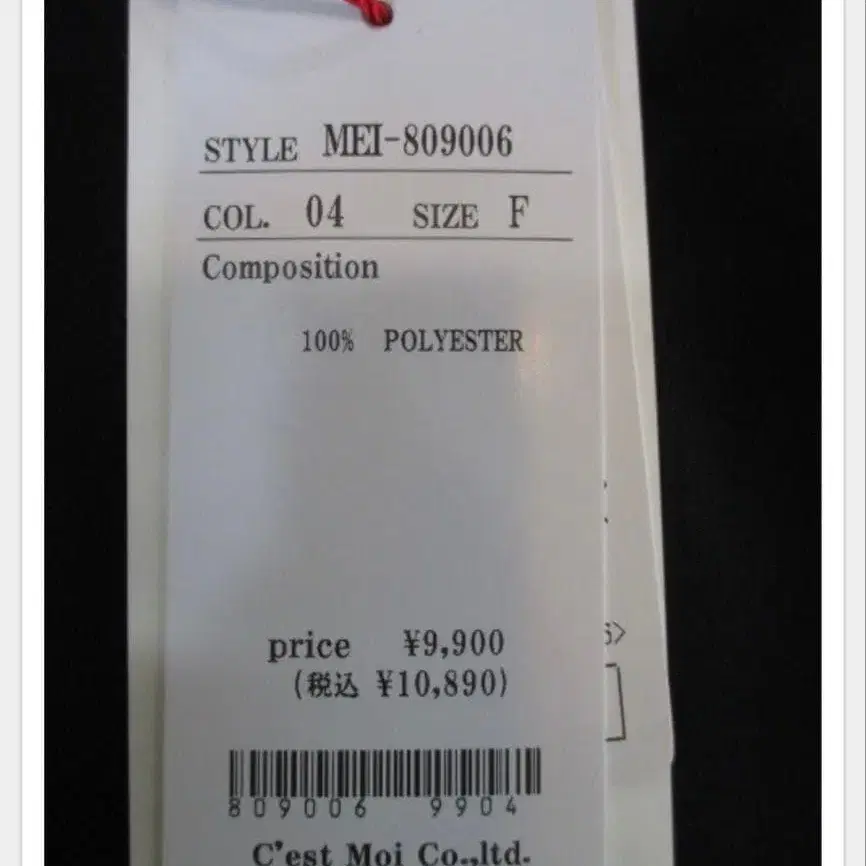 STYLE MEI-809006
COL. 04 SIZE F
Composition
100% POLYESTER
price ¥9,900
(税込 ¥10,890)
809006 9904
C'est Moi Co.,ltd.
5>